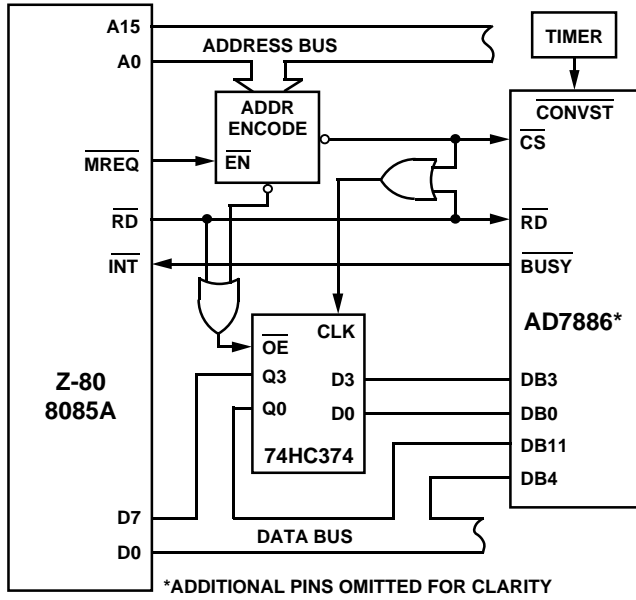 A15
ADDRESS BUS
A0
TIMER
ADDR
ENCODE
EN
MREQ
RD
INT
CONVST
CS
RD
BUSY
AD7886*
OE
CLK
Q3
D3
Q0
D0
74HC374
DB3
DB0
DB11
DB4
Z-80
8085A
D7
DATA BUS
D0
*ADDITIONAL PINS OMITTED FOR CLARITY